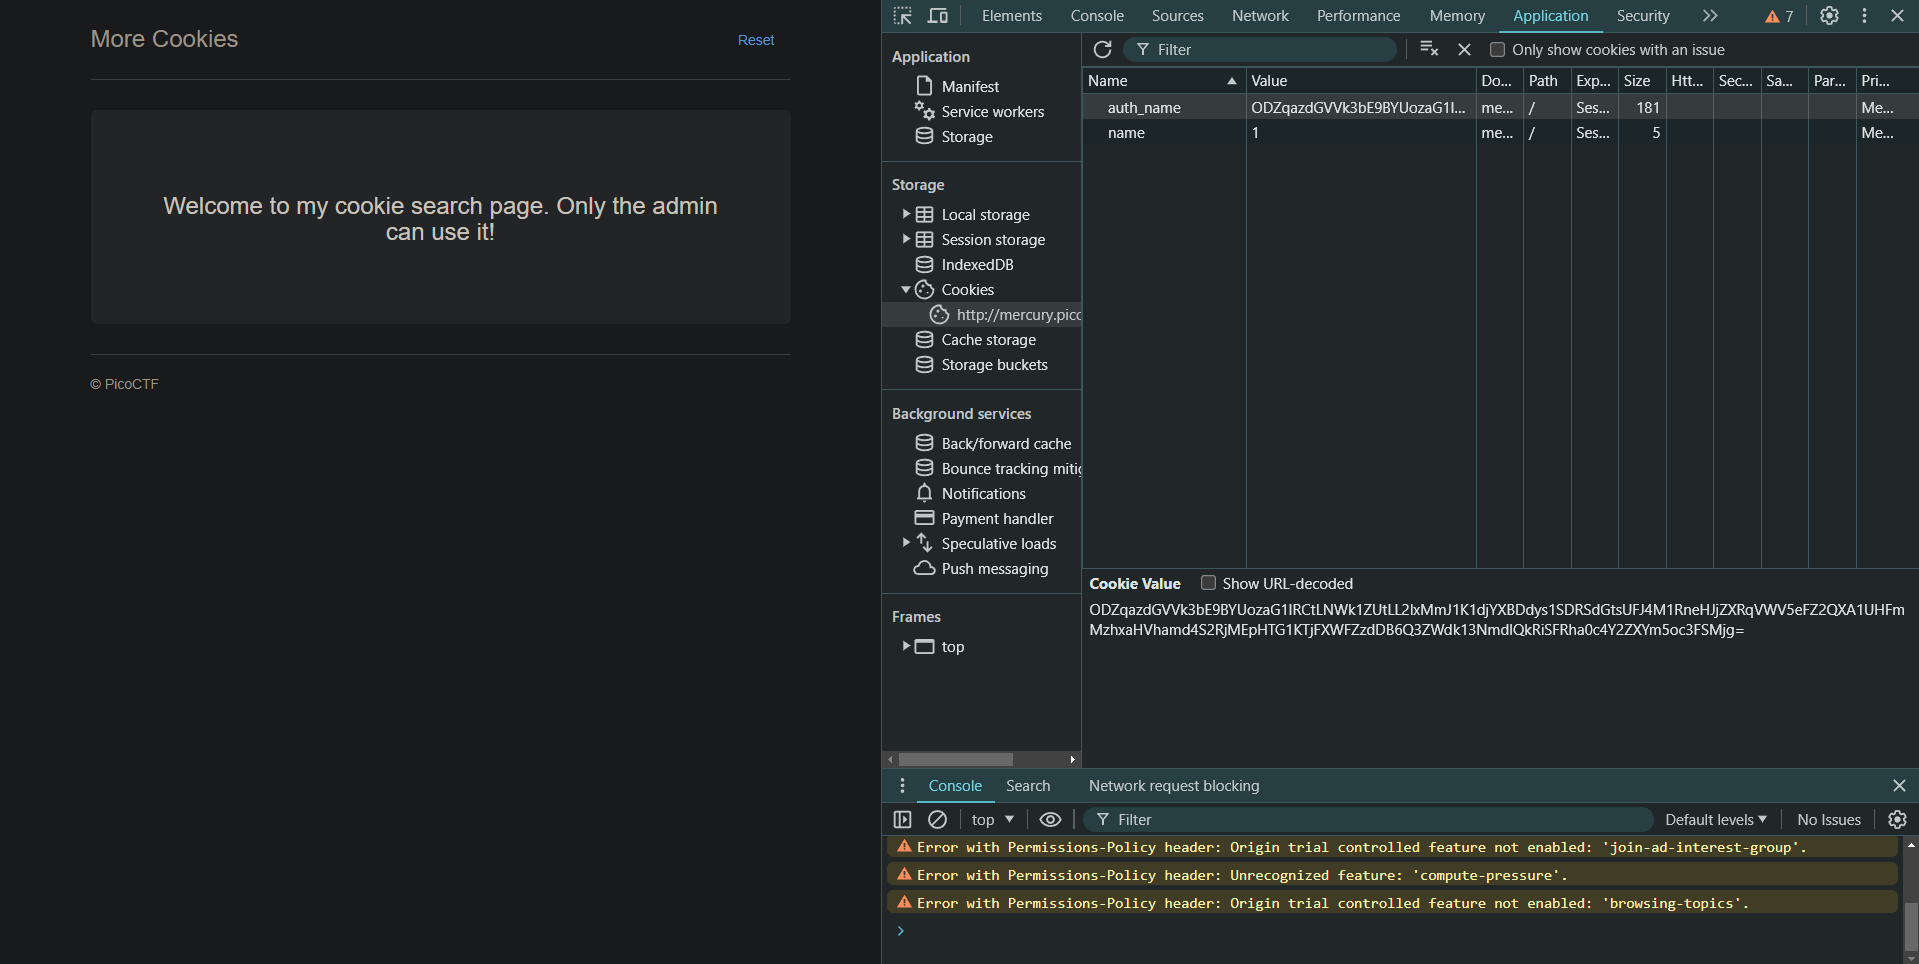 More Cookies
Reset
Welcome to my cookie search page. Only the admin
can use it!
© PicoCTF
Elements Console Sources Network Performance Memory Application Security 7
Application
Manifest
Service workers
Storage
Storage
Local storage
Session storage
IndexedDB
Cookies
http://mercury.picc
Cache storage
Storage buckets
Background services
Back/forward cache
Bounce tracking mitig
Notifications
Payment handler
Speculative loads
Push messaging
Frames
top
Filter
Only show cookies with an issue
Name Value Do... Path Exp... Size Htt... Sec... Sa... Par... Pri...
auth_name ODZqazdGVVk3bE9BYUozaG1I... me... / Ses... 181 Me...
name 1 me... / Ses... 5 Me...
Cookie Value Show URL-decoded
Console Search Network request blocking
top Filter Default levels No Issues
Error with Permissions-Policy header: Origin trial controlled feature not enabled: 'join-ad-interest-group'.
Error with Permissions-Policy header: Unrecognized feature: 'compute-pressure'.
Error with Permissions-Policy header: Origin trial controlled feature not enabled: 'browsing-topics'.